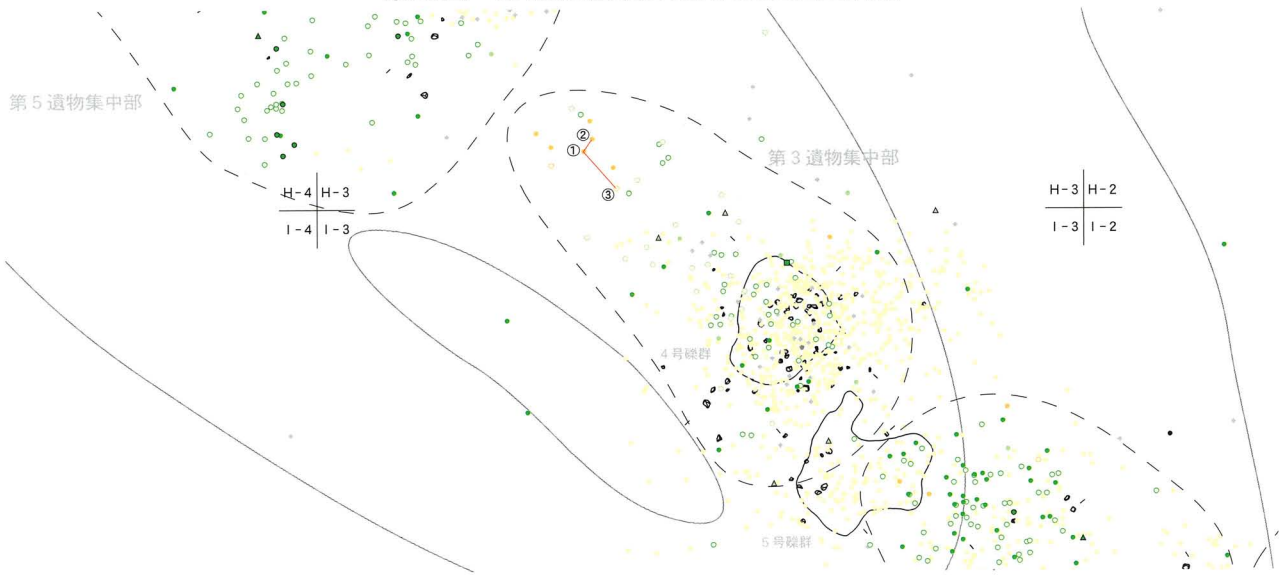 第5遺物集中部
②
①
第3遺物集中部
③
H-4 H-3
I-4 I-3
H-3 H-2
I-3 I-2
4号礫群
5号礫群